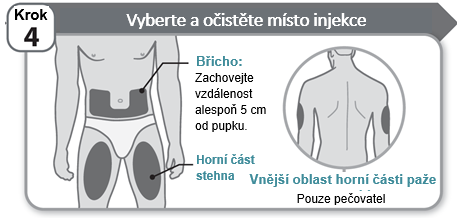 Krok
4
Vyberte a očistěte místo injekce
Břicho:
Zachovejte
vzdálenost
alespoň 5 cm
od pupku.
Horní část
stehna
Vnější oblast horní části paže
Pouze pečovatel